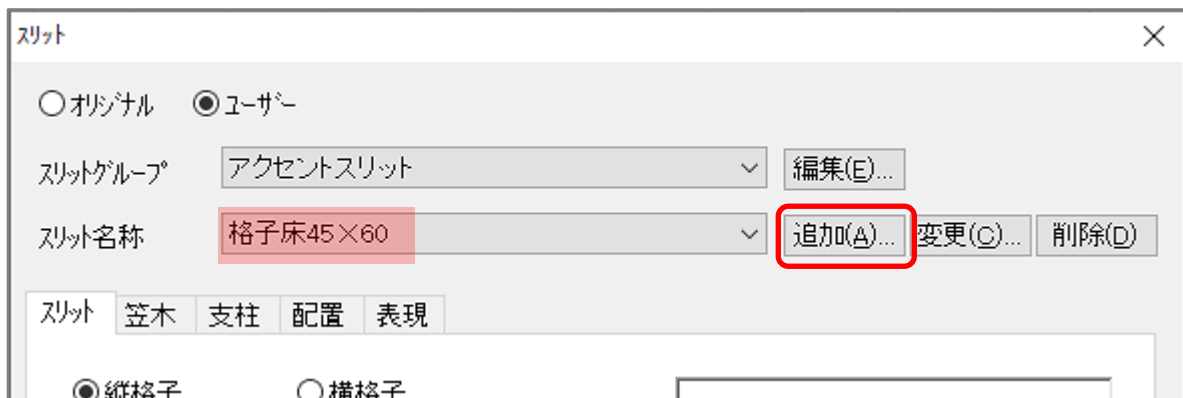 スリット
オリジナル ユーザー
スリットグループ アクセントスリット 編集(E)...
スリット名称 格子床45×60 追加(A)... 変更(C)... 削除(D)
スリット 笠木 支柱 配置 表現
縦格子 横格子